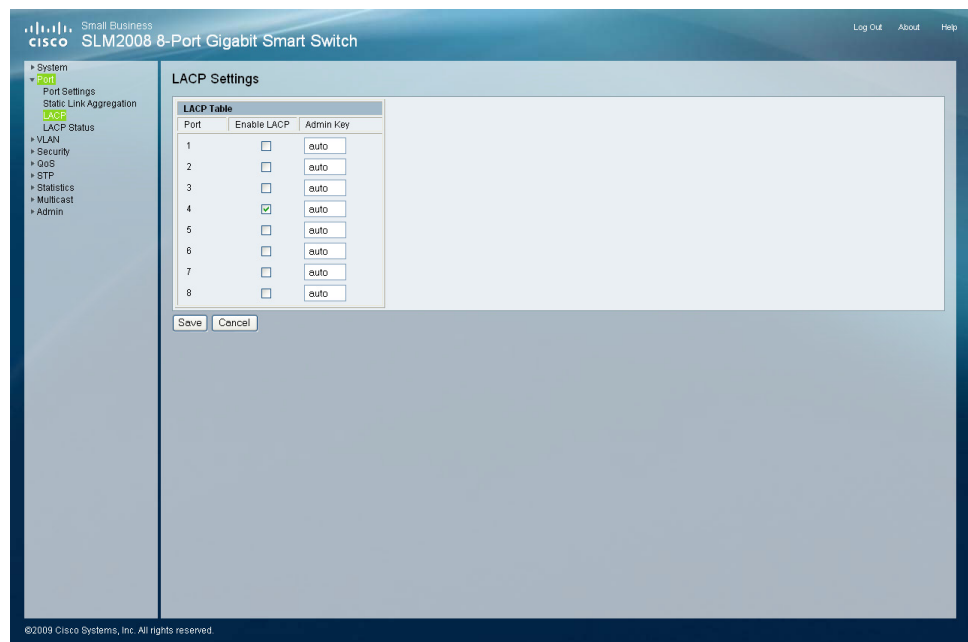 Small Business
CISCO SLM2008 8-Port Gigabit Smart Switch
Log Out About Help
System
Port
Port Settings
Static Link Aggregation
LACP
LACP Status
VLAN
Security
QoS
STP
Statistics
Multicast
Admin
LACP Settings
LACP Table
Port Enable LACP Admin Key
1 auto
2 auto
3 auto
4 auto
5 auto
6 auto
7 auto
8 auto
Save Cancel
©2009 Cisco Systems, Inc. All rights reserved.